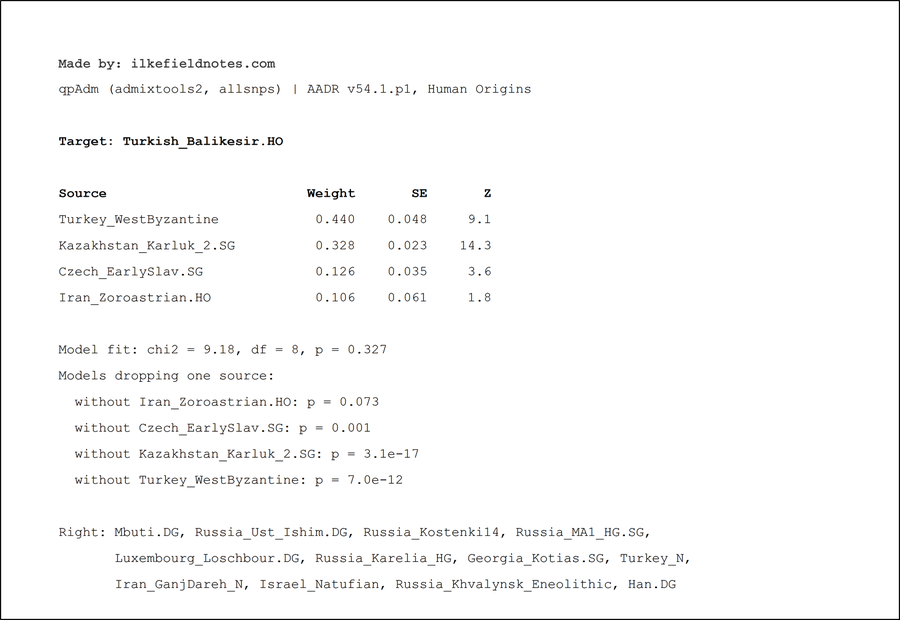 Made by: ilkefieldnotes.com
qpAdm (admixtools2, allsnps) | AADR v54.1.p1, Human Origins
Target: Turkish_Balikesir.HO
Source Weight SE Z
Turkey_WestByzantine 0.440 0.048 9.1
Kazakhstan_Karluk_2.SG 0.328 0.023 14.3
Czech_EarlySlav.SG 0.126 0.035 3.6
Iran_Zoroastrian.HO 0.106 0.061 1.8
Model fit: chi2 = 9.18, df = 8, p = 0.327
Models dropping one source:
without Iran_Zoroastrian.HO: p = 0.073
without Czech_EarlySlav.SG: p = 0.001
without Kazakhstan_Karluk_2.SG: p = 3.1e-17
without Turkey_WestByzantine: p = 7.0e-12
Right: Mbuti.DG, Russia_Ust_Ishim.DG, Russia_Kostenki14, Russia_MA1_HG.SG,
Luxembourg_Loschbour.DG, Russia_Karelia_HG, Georgia_Kotias.SG, Turkey_N,
Iran_GanjDareh_N, Israel_Natufian, Russia_Khvalynsk_Eneolithic, Han.DG